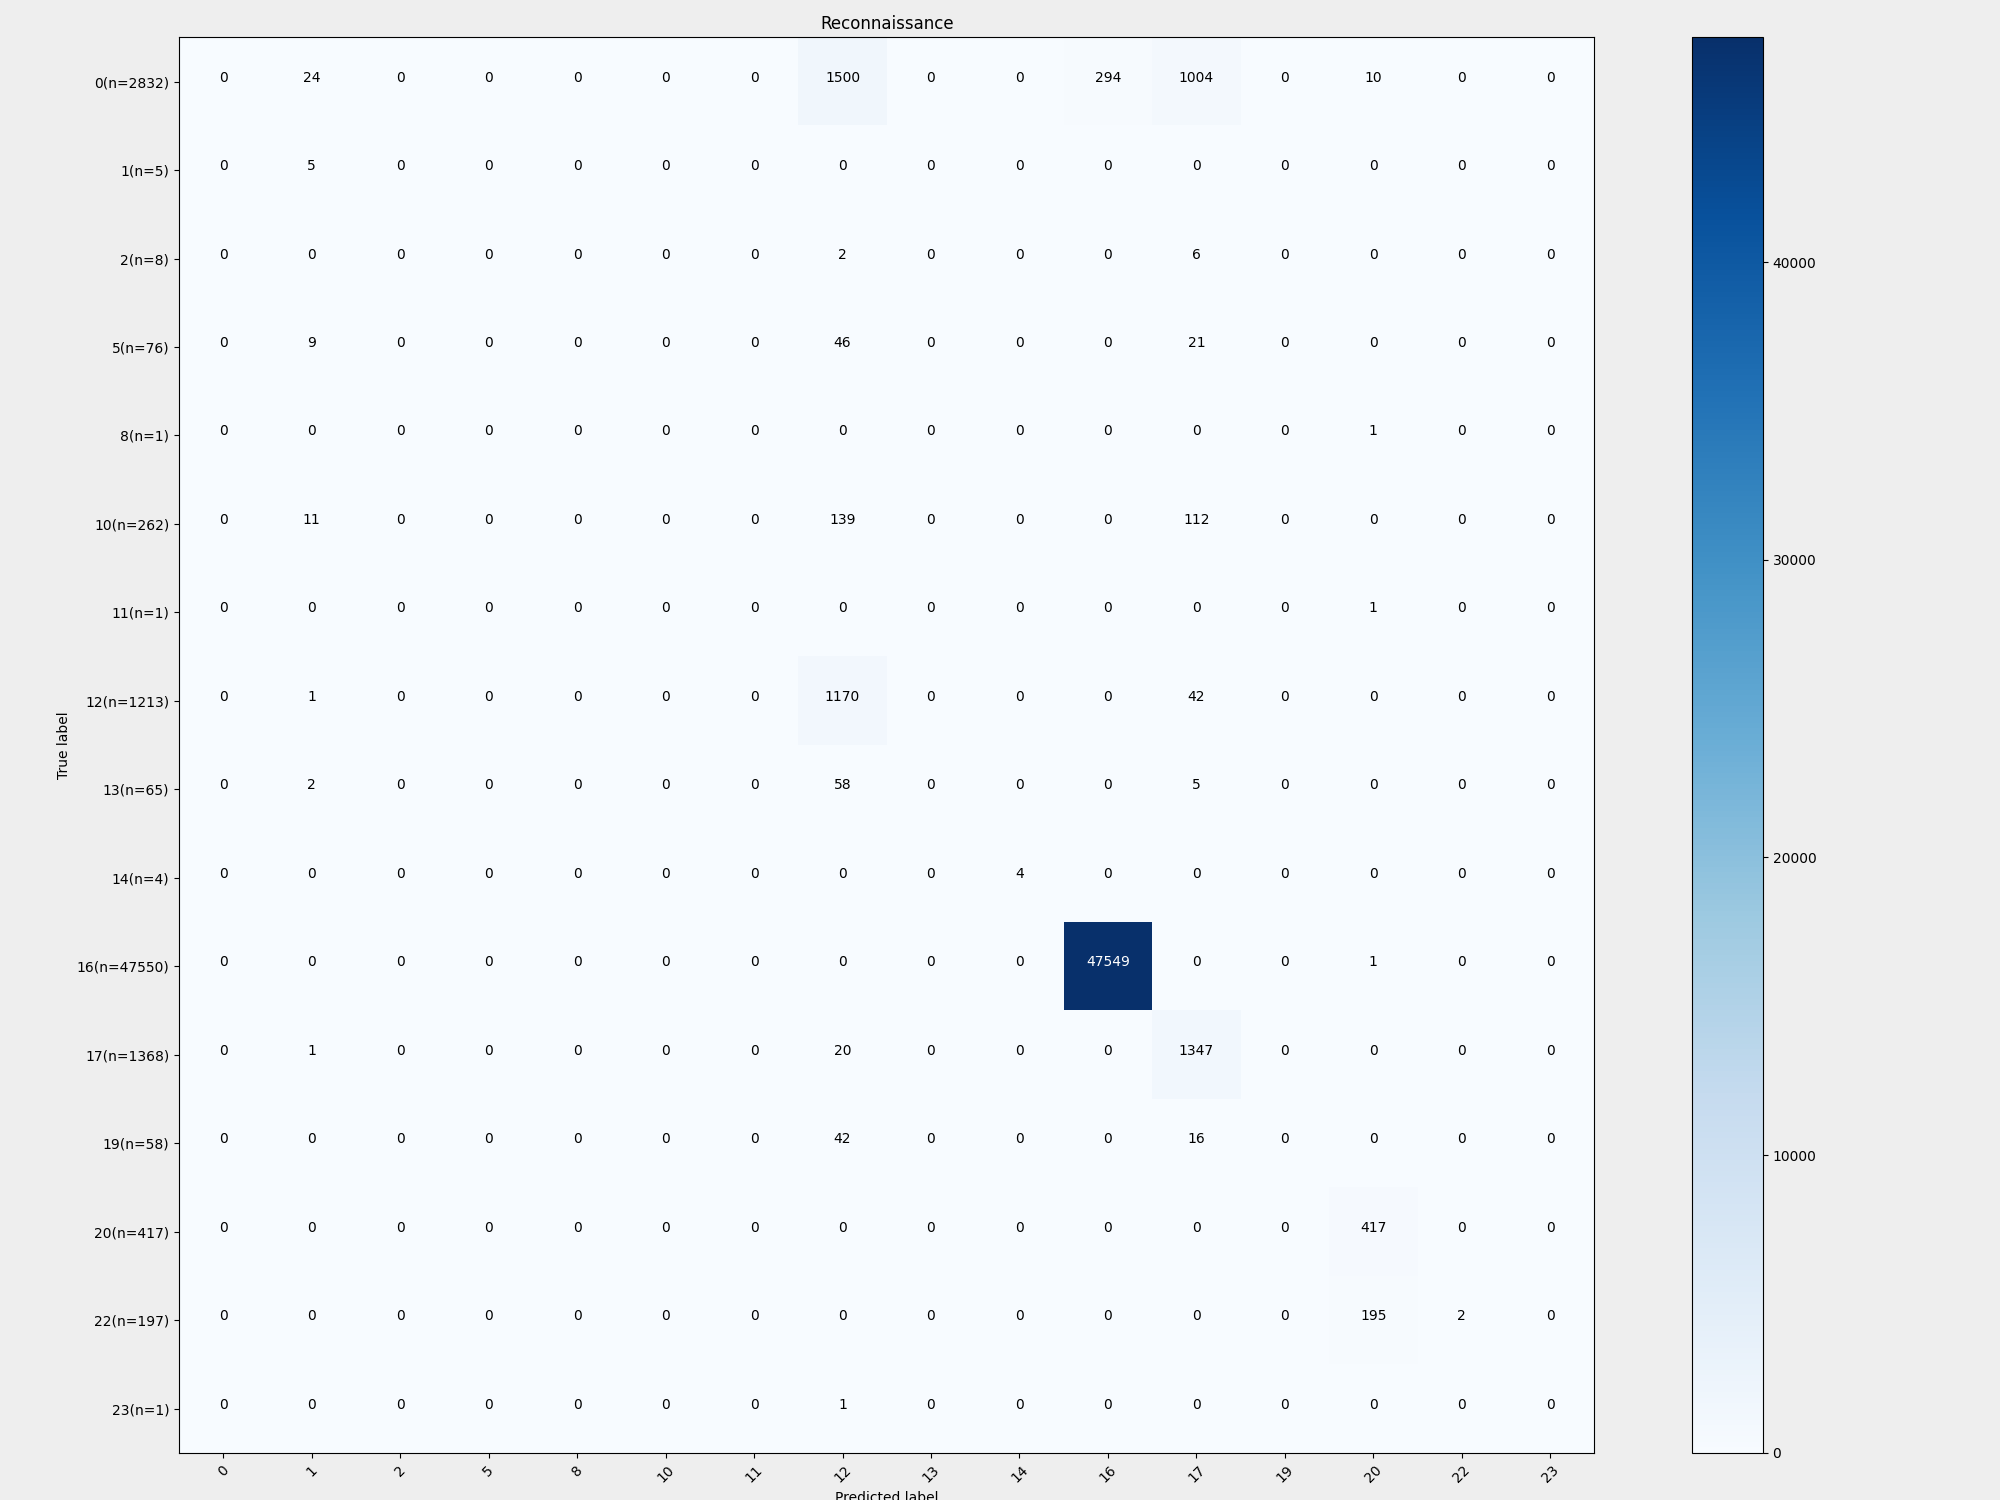 Reconnaissance
0(n=2832) 0 24 0 0 0 0 0 1500 0 0 294 1004 0 10 0 0
1(n=5) 0 5 0 0 0 0 0 0 0 0 0 0 0 0 0 0
2(n=8) 0 0 0 0 0 0 0 2 0 0 0 6 0 0 0 0
5(n=76) 0 9 0 0 0 0 0 46 0 0 0 21 0 0 0 0
8(n=1) 0 0 0 0 0 0 0 0 0 0 0 0 0 1 0 0
10(n=262) 0 11 0 0 0 0 0 139 0 0 0 112 0 0 0 0
11(n=1) 0 0 0 0 0 0 0 0 0 0 0 0 0 1 0 0
12(n=1213) 0 1 0 0 0 0 0 1170 0 0 0 42 0 0 0 0
13(n=65) 0 2 0 0 0 0 0 58 0 0 0 5 0 0 0 0
14(n=4) 0 0 0 0 0 0 0 0 0 4 0 0 0 0 0 0
16(n=47550) 0 0 0 0 0 0 0 0 0 0 47549 0 0 1 0 0
17(n=1368) 0 1 0 0 0 0 0 20 0 0 0 1347 0 0 0 0
19(n=58) 0 0 0 0 0 0 0 42 0 0 0 16 0 0 0 0
20(n=417) 0 0 0 0 0 0 0 0 0 0 0 0 0 417 0 0
22(n=197) 0 0 0 0 0 0 0 0 0 0 0 0 0 195 2 0
23(n=1) 0 0 0 0 0 0 0 1 0 0 0 0 0 0 0 0
0 1 2 5 8 10 11 12 13 14 16 17 19 20 22 23
Predicted label
True label
40000
30000
20000
10000
0